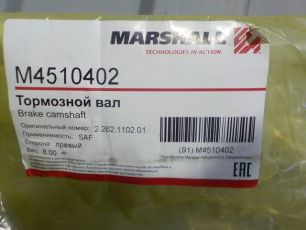 MARSHALL
TECHNOLOGIES IN ACTION
M4510402
Тормозной вал
Brake camshaft
Оригинальный номер: 2.262.1102.01
Применяемость: SAF
Сторона: правый
Вес: 8.00 кг
(91) M4510402
EAC